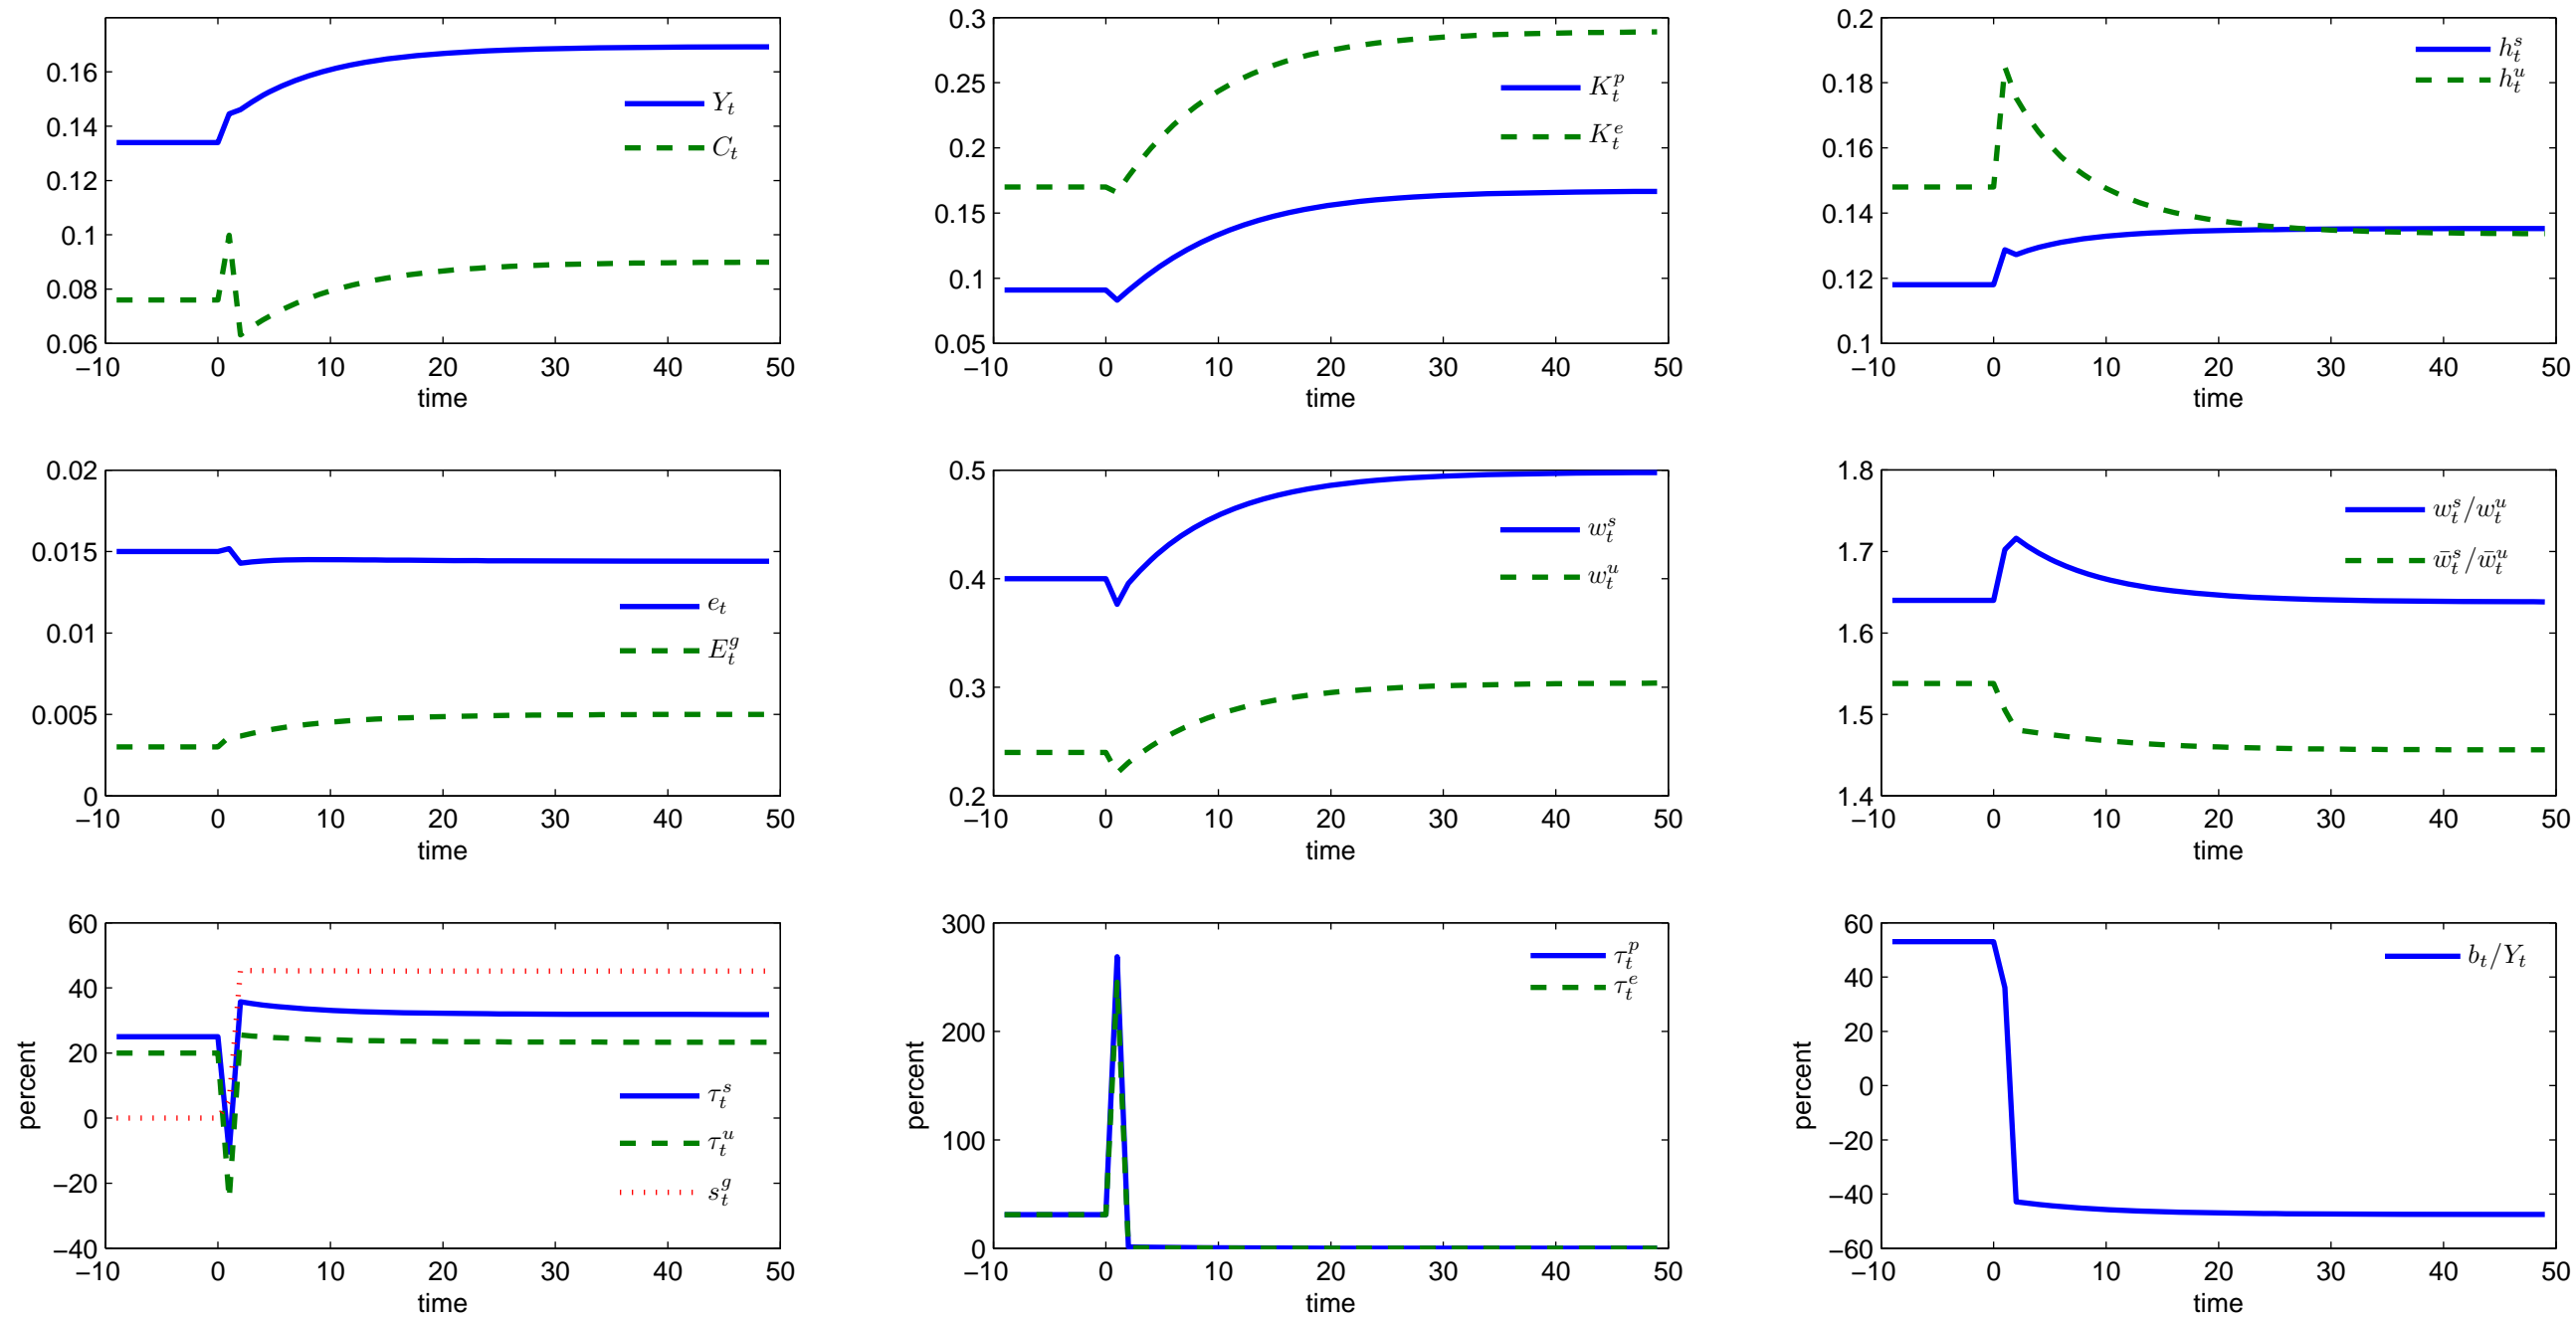 0.16
0.14
0.12
0.1
0.08
0.06
−10 0 10 20 30 40 50
time
Y_t
C_t
0.3
0.25
0.2
0.15
0.1
0.05
−10 0 10 20 30 40 50
time
K_t^p
K_t^e
0.2
0.18
0.16
0.14
0.12
0.1
−10 0 10 20 30 40 50
time
h_t^s
h_t^u
0.02
0.015
0.01
0.005
0
−10 0 10 20 30 40 50
time
e_t
E_t^g
0.5
0.4
0.3
0.2
−10 0 10 20 30 40 50
time
w_t^s
w_t^u
1.8
1.7
1.6
1.5
1.4
−10 0 10 20 30 40 50
time
w_t^s/w_t^u
w̄_t^s/w̄_t^u
60
40
20
0
−20
−40
percent
−10 0 10 20 30 40 50
time
τ_t^s
τ_t^u
s_t^g
300
200
100
0
percent
−10 0 10 20 30 40 50
time
τ_t^p
τ_t^e
60
40
20
0
−20
−40
−60
percent
−10 0 10 20 30 40 50
time
b_t/Y_t